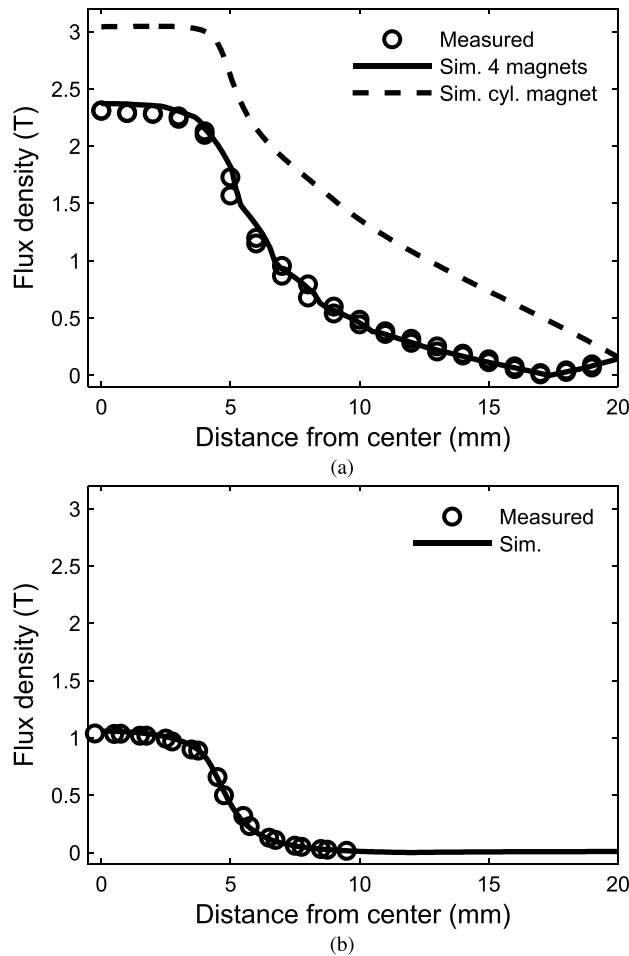 3
2.5
2
1.5
1
0.5
0
Flux density (T)
Measured
Sim. 4 magnets
Sim. cyl. magnet
0 5 10 15 20
Distance from center (mm)
(a)
3
2.5
2
1.5
1
0.5
0
Flux density (T)
Measured
Sim.
0 5 10 15 20
Distance from center (mm)
(b)